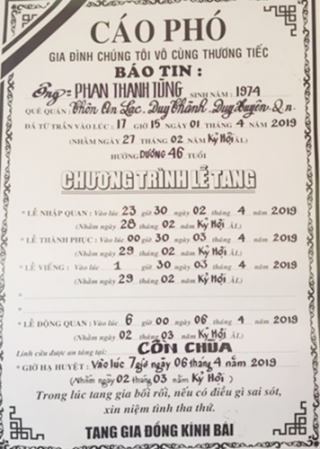 CÁO PHÓ
GIA ĐÌNH CHÚNG TÔI VÔ CÙNG THƯƠNG TIẾC
BÁO TIN :
Ông: PHAN THANH TÙNG SINH NĂM : 1974
QUÊ QUÁN : Thôn An Lạc, Duy Thành, Duy Xuyên, Q.n
ĐÃ TỪ TRẦN VÀO LÚC : 17 GIỜ 15 NGÀY 01 THÁNG 4 NĂM 2019
(NHẰM NGÀY 27 THÁNG 02 NĂM Kỷ Hợi ÂL)
HƯỞNG DƯƠNG 46 TUỔI
CHƯƠNG TRÌNH LỄ TANG
* LỄ NHẬP QUAN : Vào lúc 23 giờ 30 ngày 02 tháng 4 năm 2019
(Nhằm ngày 28 tháng 02 năm Kỷ Hợi ÂL)
* LỄ THÀNH PHỤC : Vào lúc 00 giờ 30 ngày 03 tháng 4 năm 2019
(Nhằm ngày 29 tháng 02 năm Kỷ Hợi ÂL)
* LỄ VIẾNG : Vào lúc 1 giờ 30 ngày 03 tháng 4 năm 2019
(Nhằm ngày 29 tháng 02 năm Kỷ Hợi ÂL)
*
*
* LỄ ĐỘNG QUAN : Vào lúc 6 giờ 00 ngày 06 tháng 4 năm 2019
(Nhằm ngày 02 tháng 03 năm Kỷ Hợi ÂL)
Linh cữu được an táng tại: CỒN CHÙA
* GIỜ HẠ HUYỆT : Vào lúc 7 giờ ngày 06 tháng 4 năm 2019
(Nhằm ngày 02 tháng 03 năm Kỷ Hợi)
Trong lúc tang gia bối rối, nếu có điều gì sai sót,
xin niệm tình tha thứ.
TANG GIA ĐỒNG KÍNH BÁI